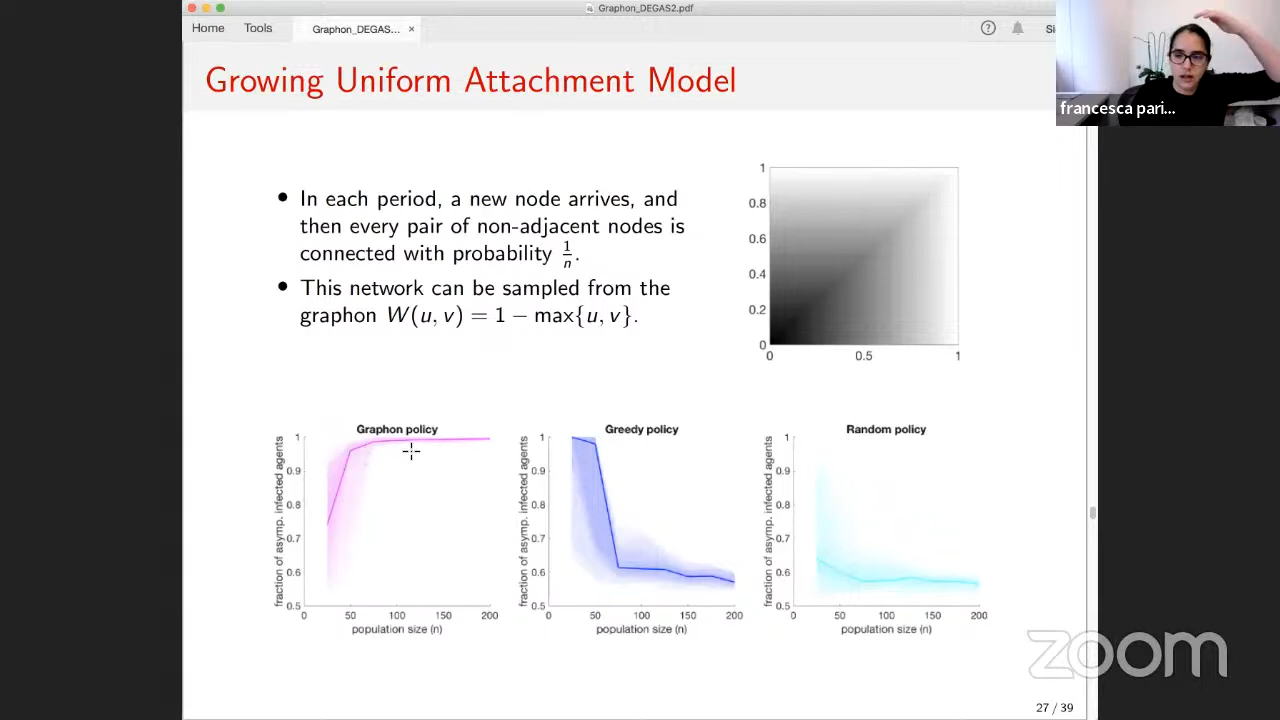 Graphon_DEGAS2.pdf
Home Tools Graphon_DEGAS... ×
francesca pari...
Growing Uniform Attachment Model
• In each period, a new node arrives, and
then every pair of non-adjacent nodes is
connected with probability 1/n.
• This network can be sampled from the
graphon W(u, v) = 1 − max{u, v}.
1
0.8
0.6
0.4
0.2
0
0 0.5 1
Graphon policy
fraction of asymp. infected agents
1
0.9
0.8
0.7
0.6
0.5
0 50 100 150 200
population size (n)
Greedy policy
fraction of asymp. infected agents
1
0.9
0.8
0.7
0.6
0.5
0 50 100 150 200
population size (n)
Random policy
fraction of asymp. infected agents
1
0.9
0.8
0.7
0.6
0.5
0 50 100 150 200
population size (n)
zoom
27 / 39